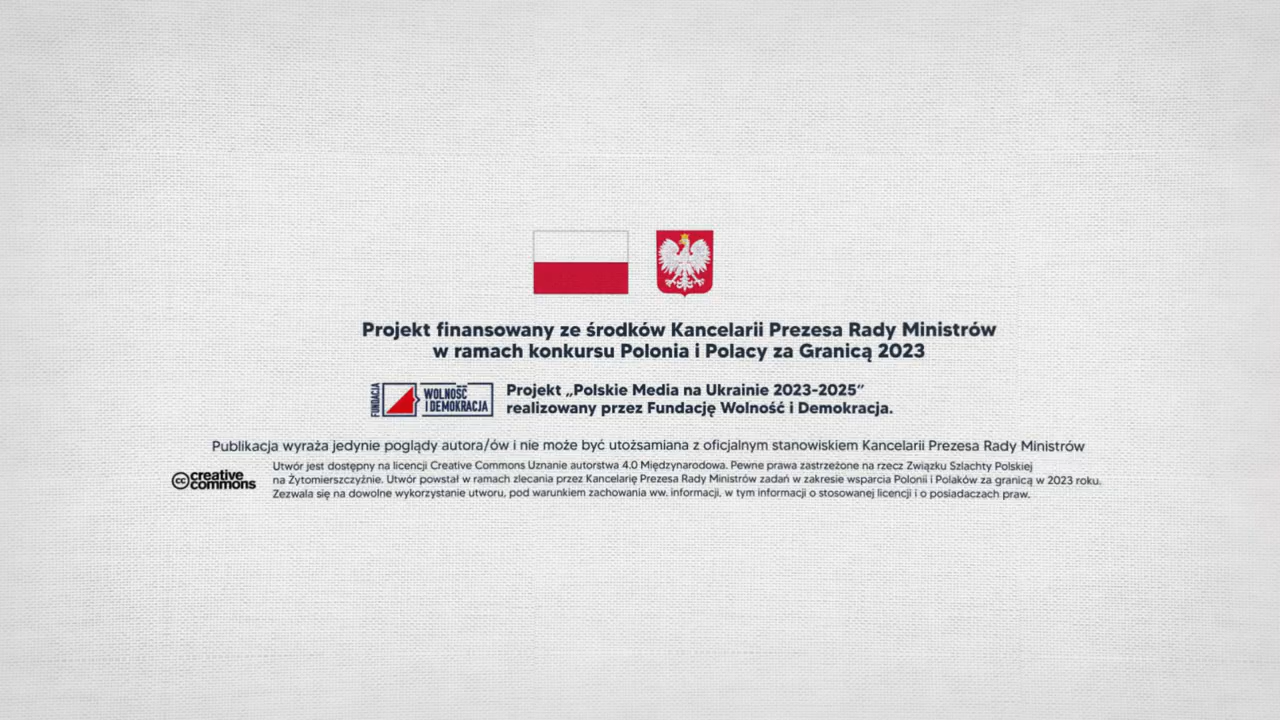 Projekt finansowany ze środków Kancelarii Prezesa Rady Ministrów
w ramach konkursu Polonia i Polacy za Granicą 2023
FUNDACJA
WOLNOŚĆ
I DEMOKRACJA
Projekt „Polskie Media na Ukrainie 2023-2025”
realizowany przez Fundację Wolność i Demokracja.
Publikacja wyraża jedynie poglądy autora/ów i nie może być utożsamiana z oficjalnym stanowiskiem Kancelarii Prezesa Rady Ministrów
cc creative
commons
Utwór jest dostępny na licencji Creative Commons Uznanie autorstwa 4.0 Międzynarodowa. Pewne prawa zastrzeżone na rzecz Związku Szlachty Polskiej
na Żytomierszczyźnie. Utwór powstał w ramach zlecania przez Kancelarię Prezesa Rady Ministrów zadań w zakresie wsparcia Polonii i Polaków za granicą w 2023 roku.
Zezwala się na dowolne wykorzystanie utworu, pod warunkiem zachowania ww. informacji, w tym informacji o stosowanej licencji i o posiadaczach praw.